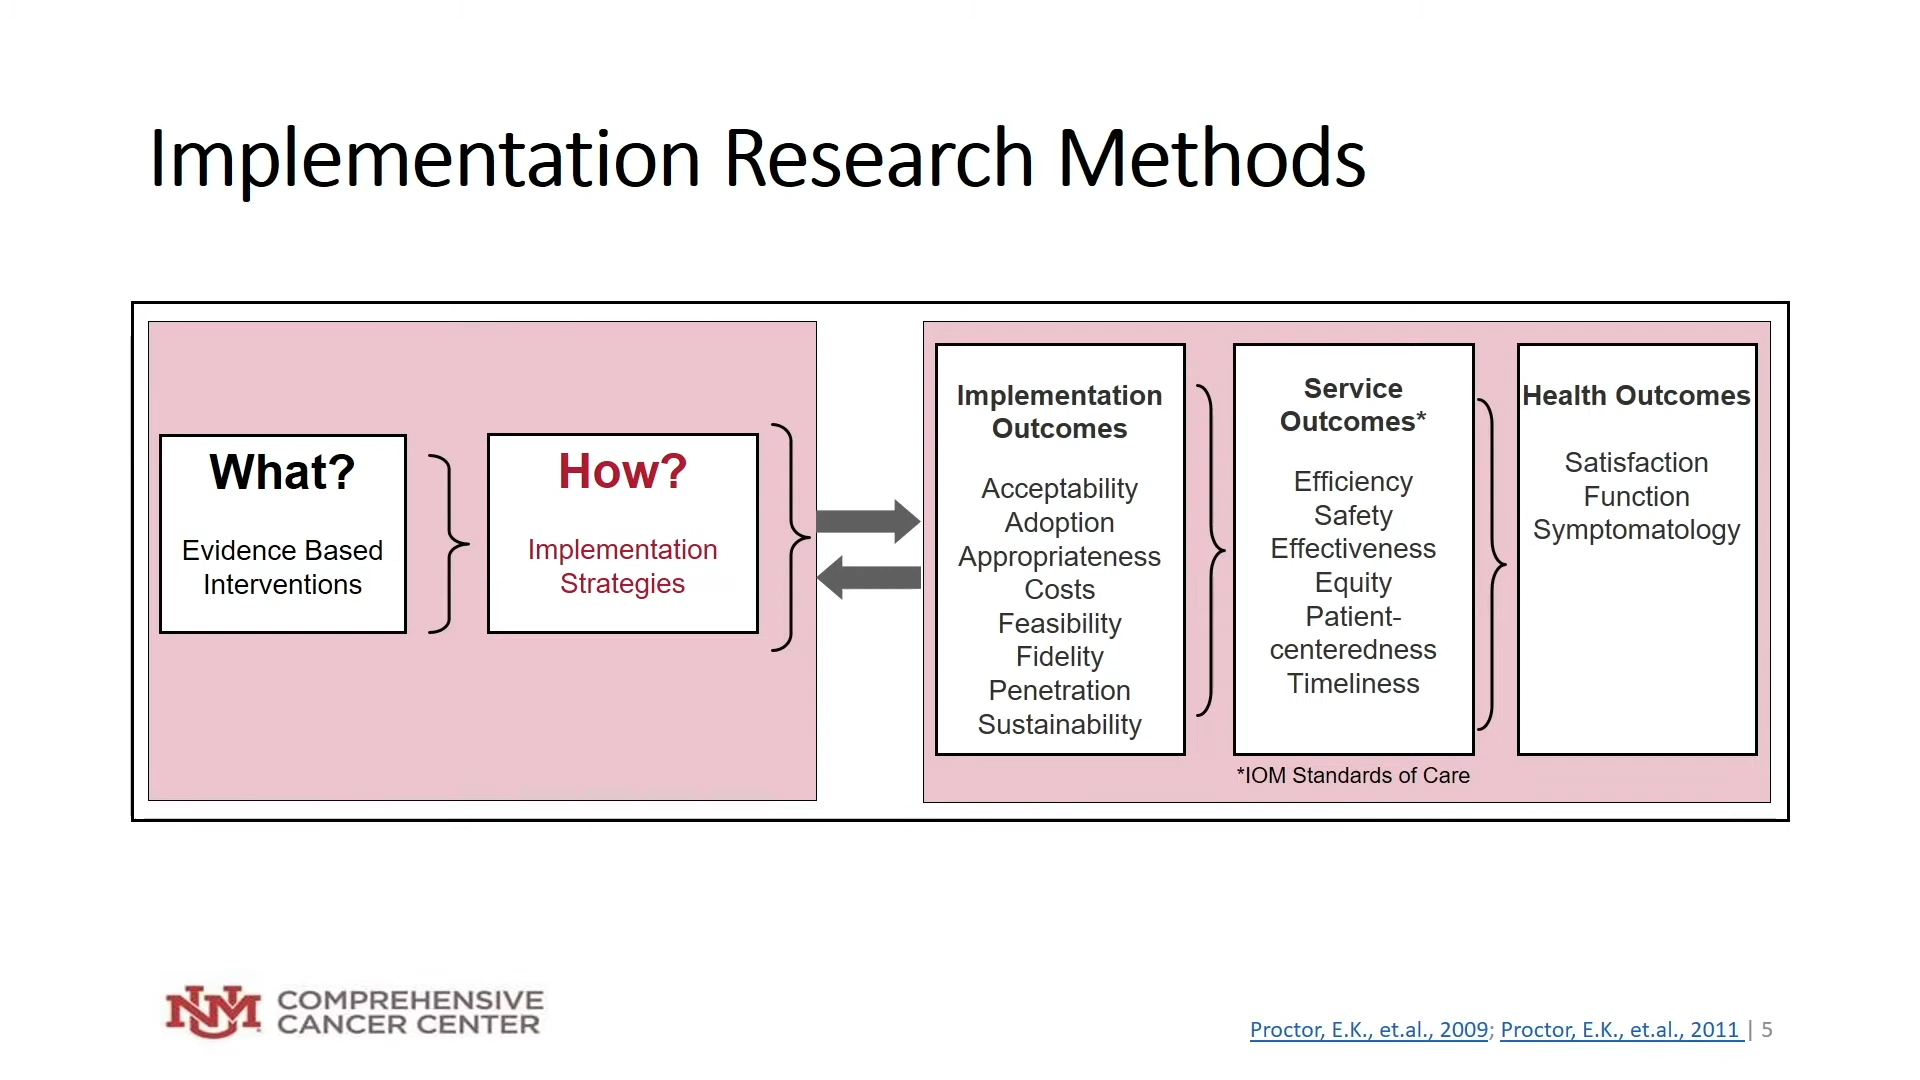 Implementation Research Methods
What?
Evidence Based
Interventions
How?
Implementation
Strategies
Implementation
Outcomes
Acceptability
Adoption
Appropriateness
Costs
Feasibility
Fidelity
Penetration
Sustainability
Service
Outcomes*
Efficiency
Safety
Effectiveness
Equity
Patient-
centeredness
Timeliness
*IOM Standards of Care
Health Outcomes
Satisfaction
Function
Symptomatology
UNM
COMPREHENSIVE
CANCER CENTER
Proctor, E.K., et.al., 2009; Proctor, E.K., et.al., 2011 | 5